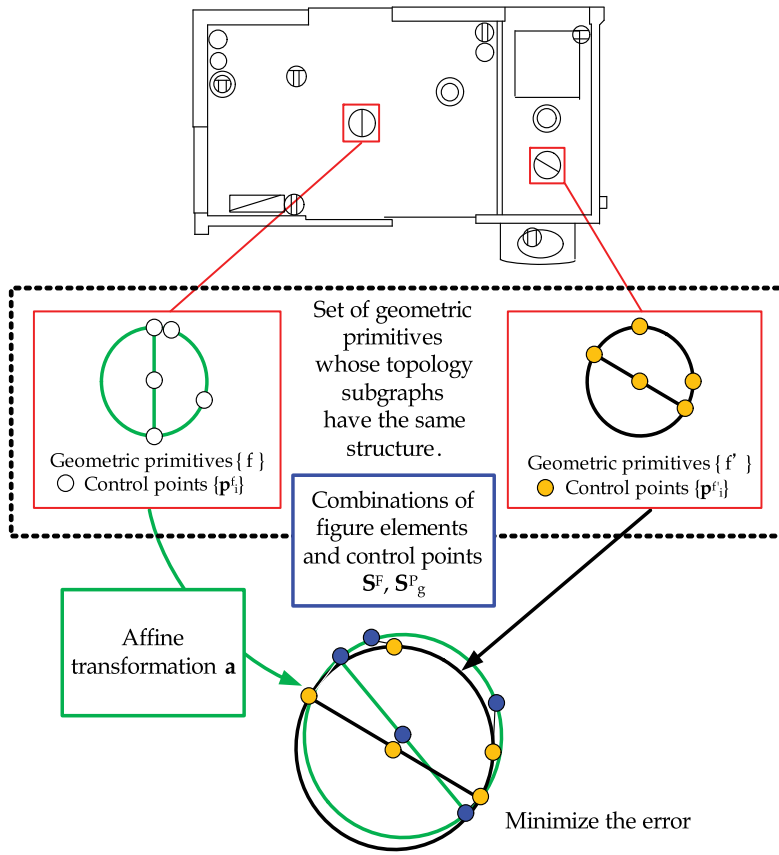 Set of geometric
primitives
whose topology
subgraphs
have the same
structure.
Geometric primitives { f }
Control points {pᶠᵢ}
Geometric primitives { f' }
Control points {pᶠ'ᵢ}
Combinations of
figure elements
and control points
Sᶠ, Sᴾg
Affine
transformation a
Minimize the error